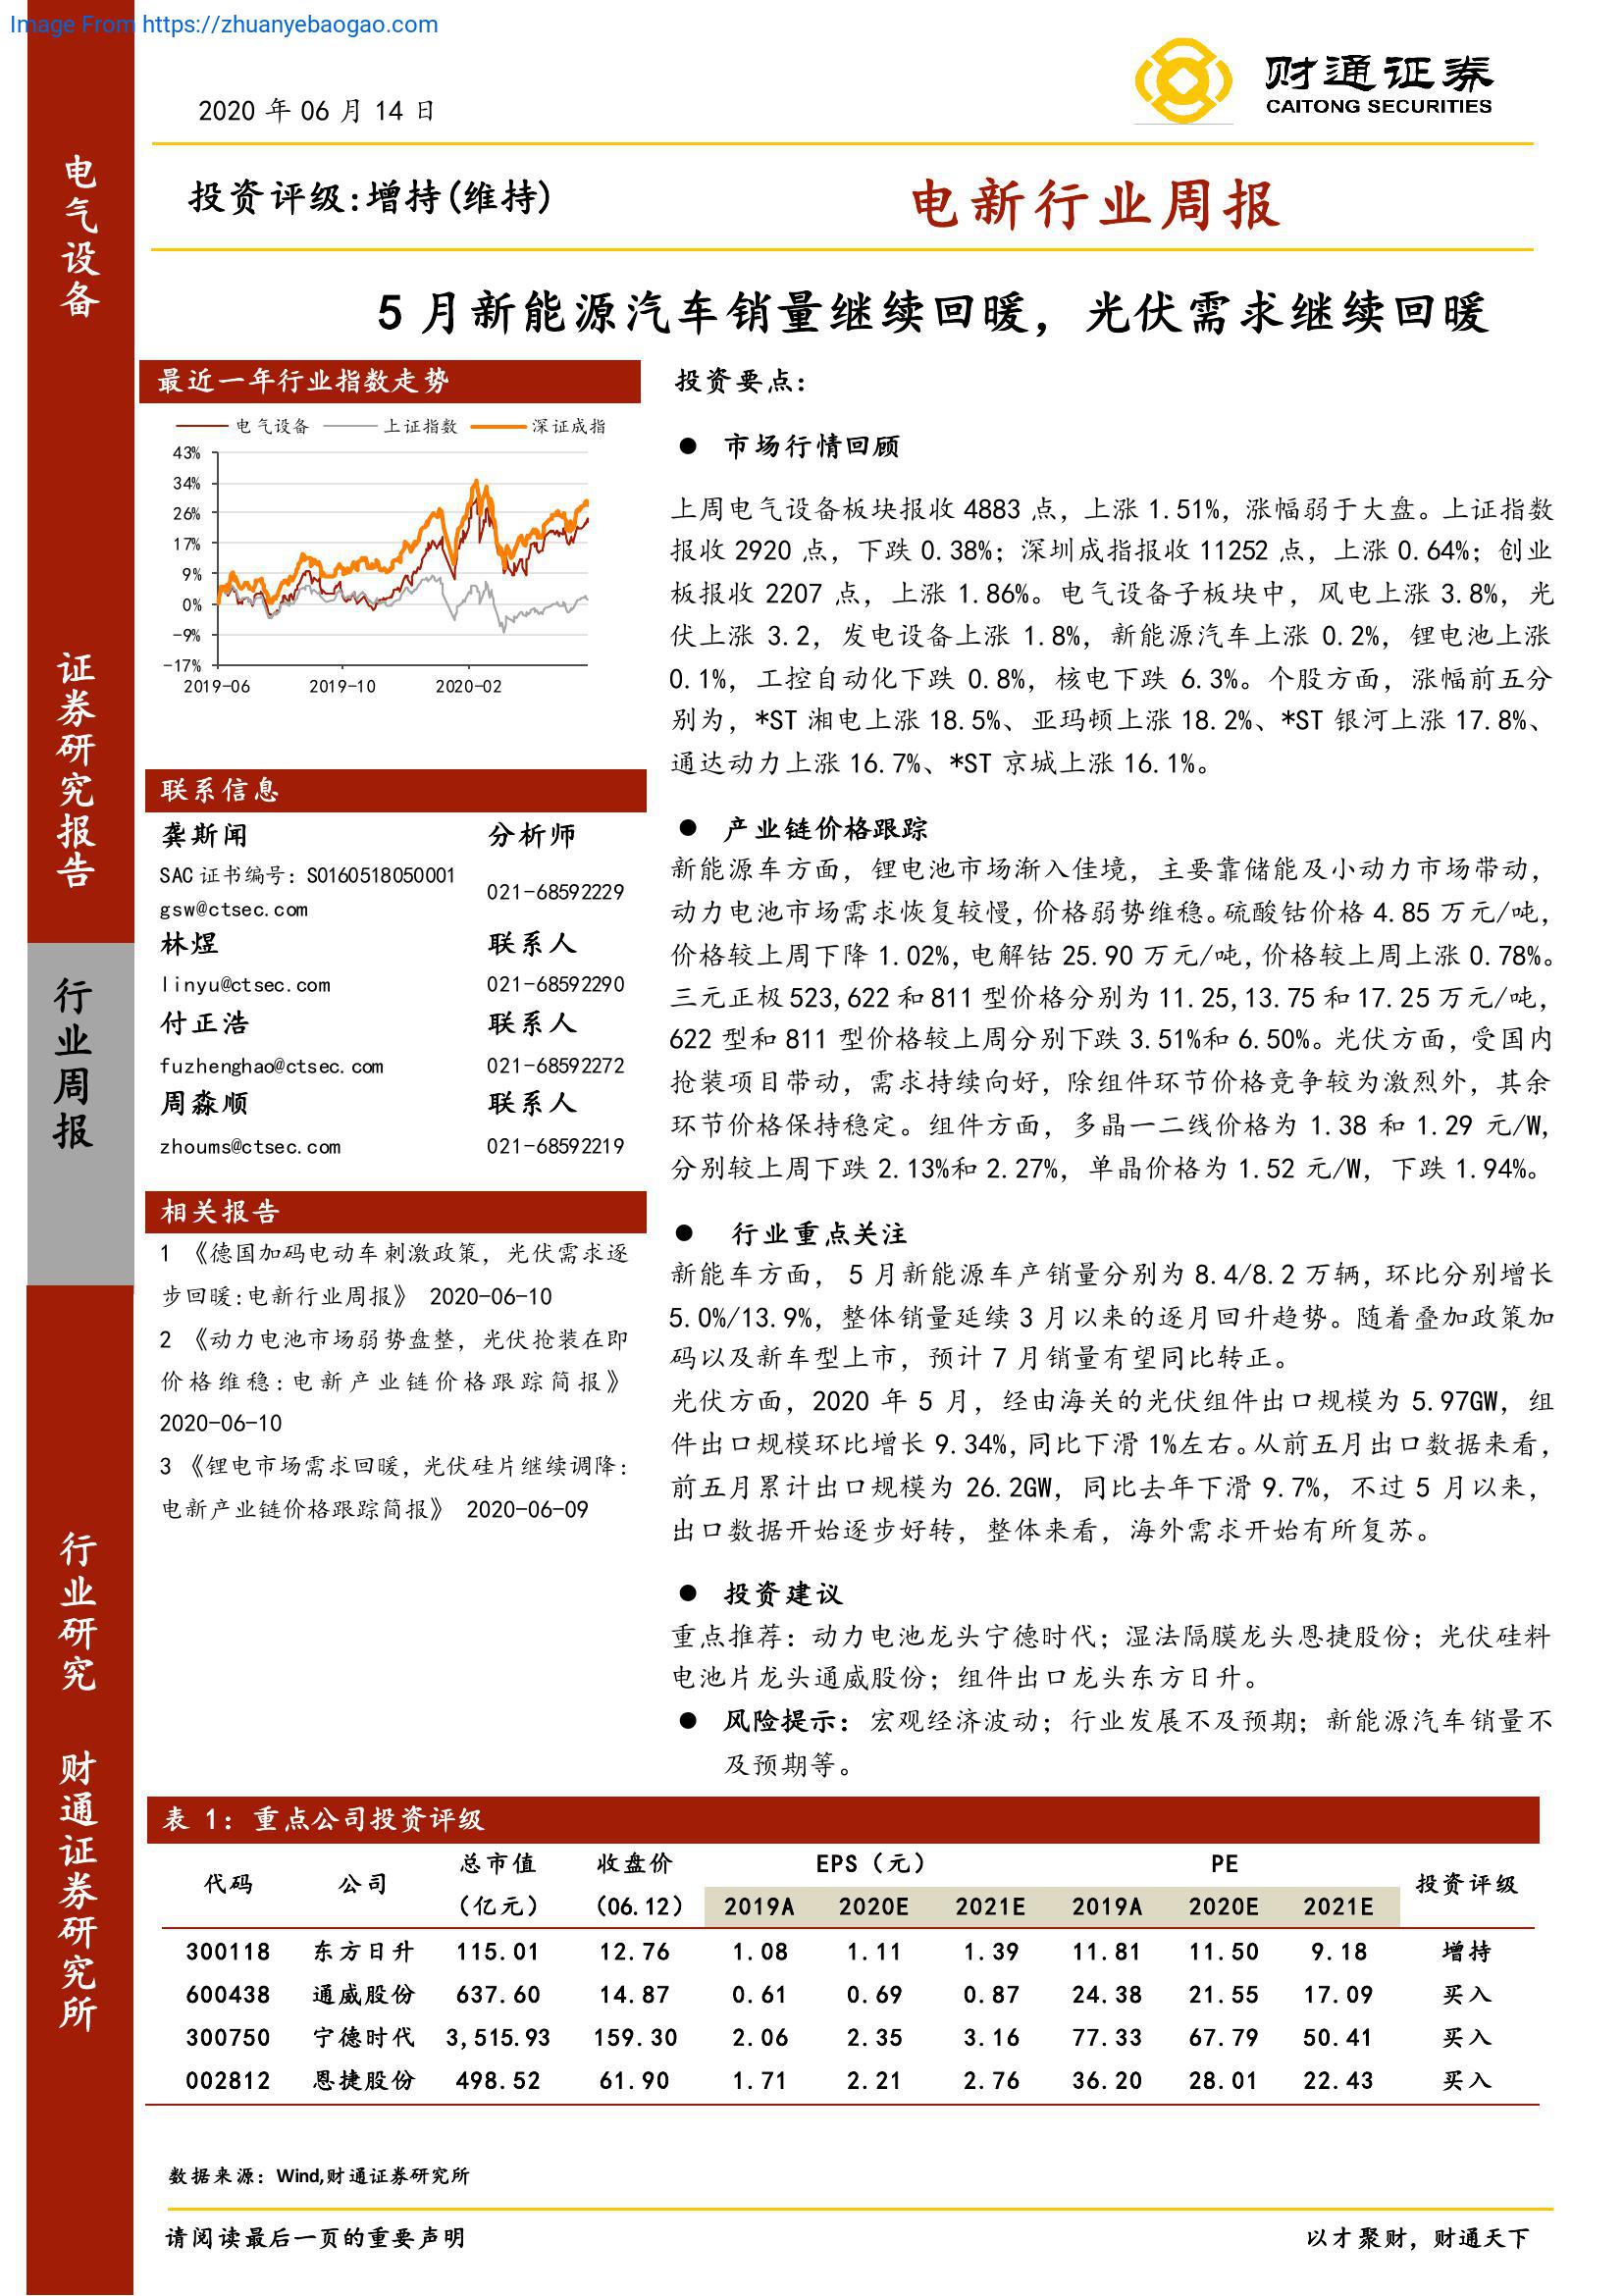 Image From https://zhuanyebaogao.com
2020 年 06 月 14 日
财通证券
CAITONG SECURITIES
投资评级:增持(维持)
电新行业周报
5 月新能源汽车销量继续回暖，光伏需求继续回暖
电气设备
证券研究报告
行业周报
行业研究
财通证券研究所
最近一年行业指数走势
电气设备 上证指数 深证成指
43%
34%
26%
17%
9%
0%
-9%
-17%
2019-06 2019-10 2020-02
联系信息
龚斯闻 分析师
SAC 证书编号：S0160518050001
021-68592229
gsw@ctsec.com
林煜 联系人
linyu@ctsec.com 021-68592290
付正浩 联系人
fuzhenghao@ctsec.com 021-68592272
周淼顺 联系人
zhoums@ctsec.com 021-68592219
相关报告
1 《德国加码电动车刺激政策，光伏需求逐
步回暖:电新行业周报》 2020-06-10
2 《动力电池市场弱势盘整，光伏抢装在即
价格维稳:电新产业链价格跟踪简报》
2020-06-10
3 《锂电市场需求回暖，光伏硅片继续调降:
电新产业链价格跟踪简报》 2020-06-09
投资要点：
● 市场行情回顾
上周电气设备板块报收 4883 点，上涨 1.51%，涨幅弱于大盘。上证指数
报收 2920 点，下跌 0.38%；深圳成指报收 11252 点，上涨 0.64%；创业
板报收 2207 点，上涨 1.86%。电气设备子板块中，风电上涨 3.8%，光
伏上涨 3.2，发电设备上涨 1.8%，新能源汽车上涨 0.2%，锂电池上涨
0.1%，工控自动化下跌 0.8%，核电下跌 6.3%。个股方面，涨幅前五分
别为，*ST 湘电上涨 18.5%、亚玛顿上涨 18.2%、*ST 银河上涨 17.8%、
通达动力上涨 16.7%、*ST 京城上涨 16.1%。
● 产业链价格跟踪
新能源车方面，锂电池市场渐入佳境，主要靠储能及小动力市场带动，
动力电池市场需求恢复较慢，价格弱势维稳。硫酸钴价格 4.85 万元/吨，
价格较上周下降 1.02%，电解钴 25.90 万元/吨，价格较上周上涨 0.78%。
三元正极 523,622 和 811 型价格分别为 11.25,13.75 和 17.25 万元/吨，
622 型和 811 型价格较上周分别下跌 3.51%和 6.50%。光伏方面，受国内
抢装项目带动，需求持续向好，除组件环节价格竞争较为激烈外，其余
环节价格保持稳定。组件方面，多晶一二线价格为 1.38 和 1.29 元/W，
分别较上周下跌 2.13%和 2.27%，单晶价格为 1.52 元/W，下跌 1.94%。
● 行业重点关注
新能车方面， 5 月新能源车产销量分别为 8.4/8.2 万辆，环比分别增长
5.0%/13.9%，整体销量延续 3 月以来的逐月回升趋势。随着叠加政策加
码以及新车型上市，预计 7 月销量有望同比转正。
光伏方面，2020 年 5 月，经由海关的光伏组件出口规模为 5.97GW，组
件出口规模环比增长 9.34%，同比下滑 1%左右。从前五月出口数据来看，
前五月累计出口规模为 26.2GW，同比去年下滑 9.7%，不过 5 月以来，
出口数据开始逐步好转，整体来看，海外需求开始有所复苏。
● 投资建议
重点推荐：动力电池龙头宁德时代；湿法隔膜龙头恩捷股份；光伏硅料
电池片龙头通威股份；组件出口龙头东方日升。
● 风险提示：宏观经济波动；行业发展不及预期；新能源汽车销量不
及预期等。
表 1：重点公司投资评级
代码 公司 总市值（亿元） 收盘价（06.12） EPS（元） PE 投资评级
2019A 2020E 2021E 2019A 2020E 2021E
300118 东方日升 115.01 12.76 1.08 1.11 1.39 11.81 11.50 9.18 增持
600438 通威股份 637.60 14.87 0.61 0.69 0.87 24.38 21.55 17.09 买入
300750 宁德时代 3,515.93 159.30 2.06 2.35 3.16 77.33 67.79 50.41 买入
002812 恩捷股份 498.52 61.90 1.71 2.21 2.76 36.20 28.01 22.43 买入
数据来源：Wind,财通证券研究所
请阅读最后一页的重要声明
以才聚财，财通天下